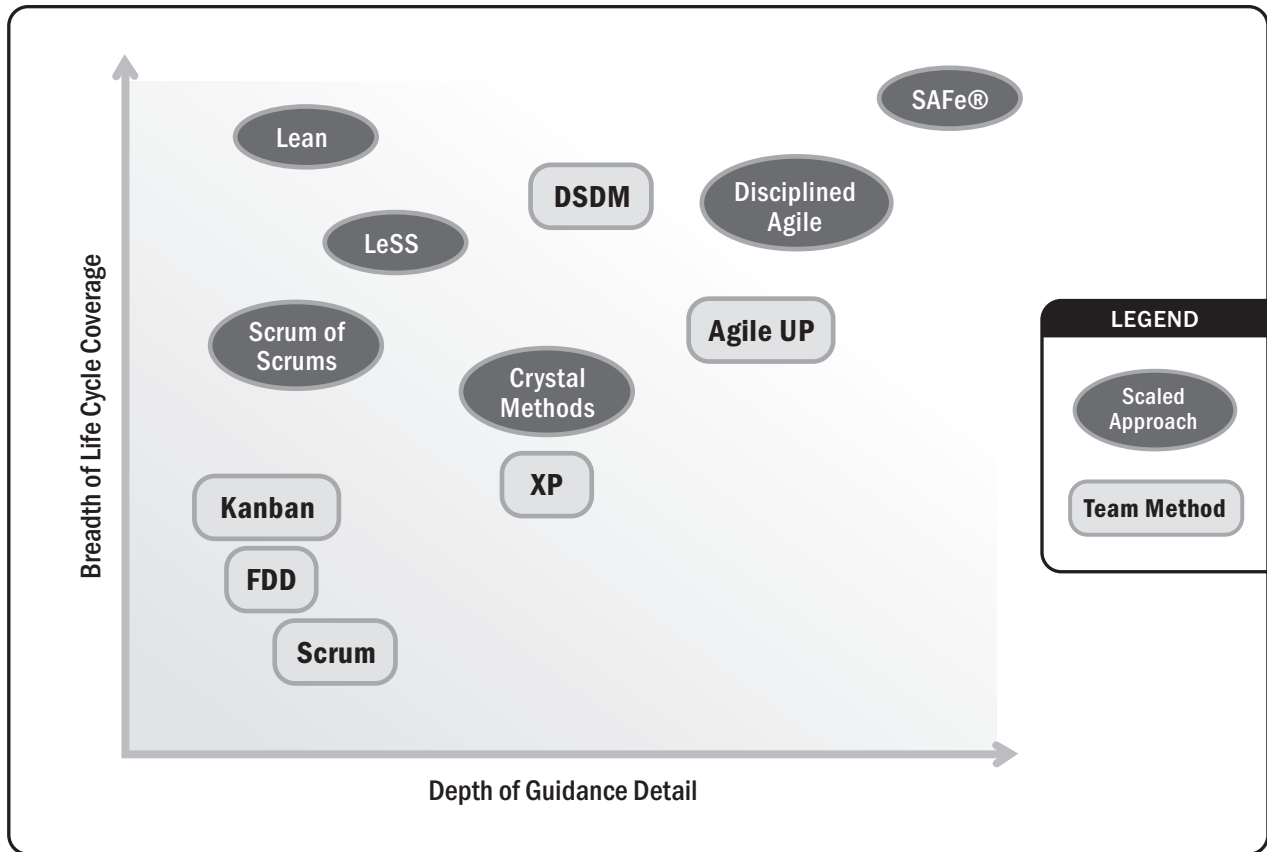 SAFe®
Lean
DSDM
Disciplined
Agile
LeSS
Scrum of
Scrums
Agile UP
Crystal
Methods
XP
Kanban
FDD
Scrum
Breadth of Life Cycle Coverage
Depth of Guidance Detail
LEGEND
Scaled
Approach
Team Method